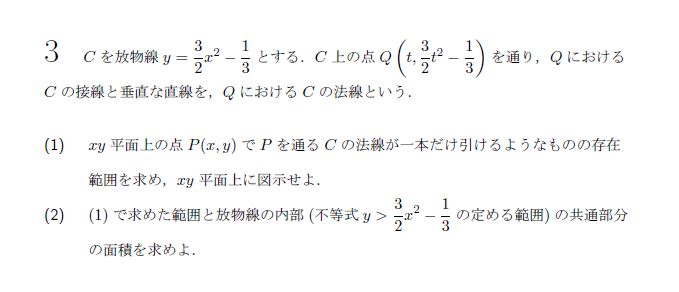 3 C を放物線 y = \frac{3}{2}x^2 - \frac{1}{3} とする．C 上の点 Q\left(t, \frac{3}{2}t^2 - \frac{1}{3}\right) を通り，Q における
C の接線と垂直な直線を，Q における C の法線という．
(1) xy 平面上の点 P(x, y) で P を通る C の法線が一本だけ引けるようなものの存在
範囲を求め，xy 平面上に図示せよ．
(2) (1) で求めた範囲と放物線の内部 (不等式 y > \frac{3}{2}x^2 - \frac{1}{3} の定める範囲) の共通部分
の面積を求めよ．